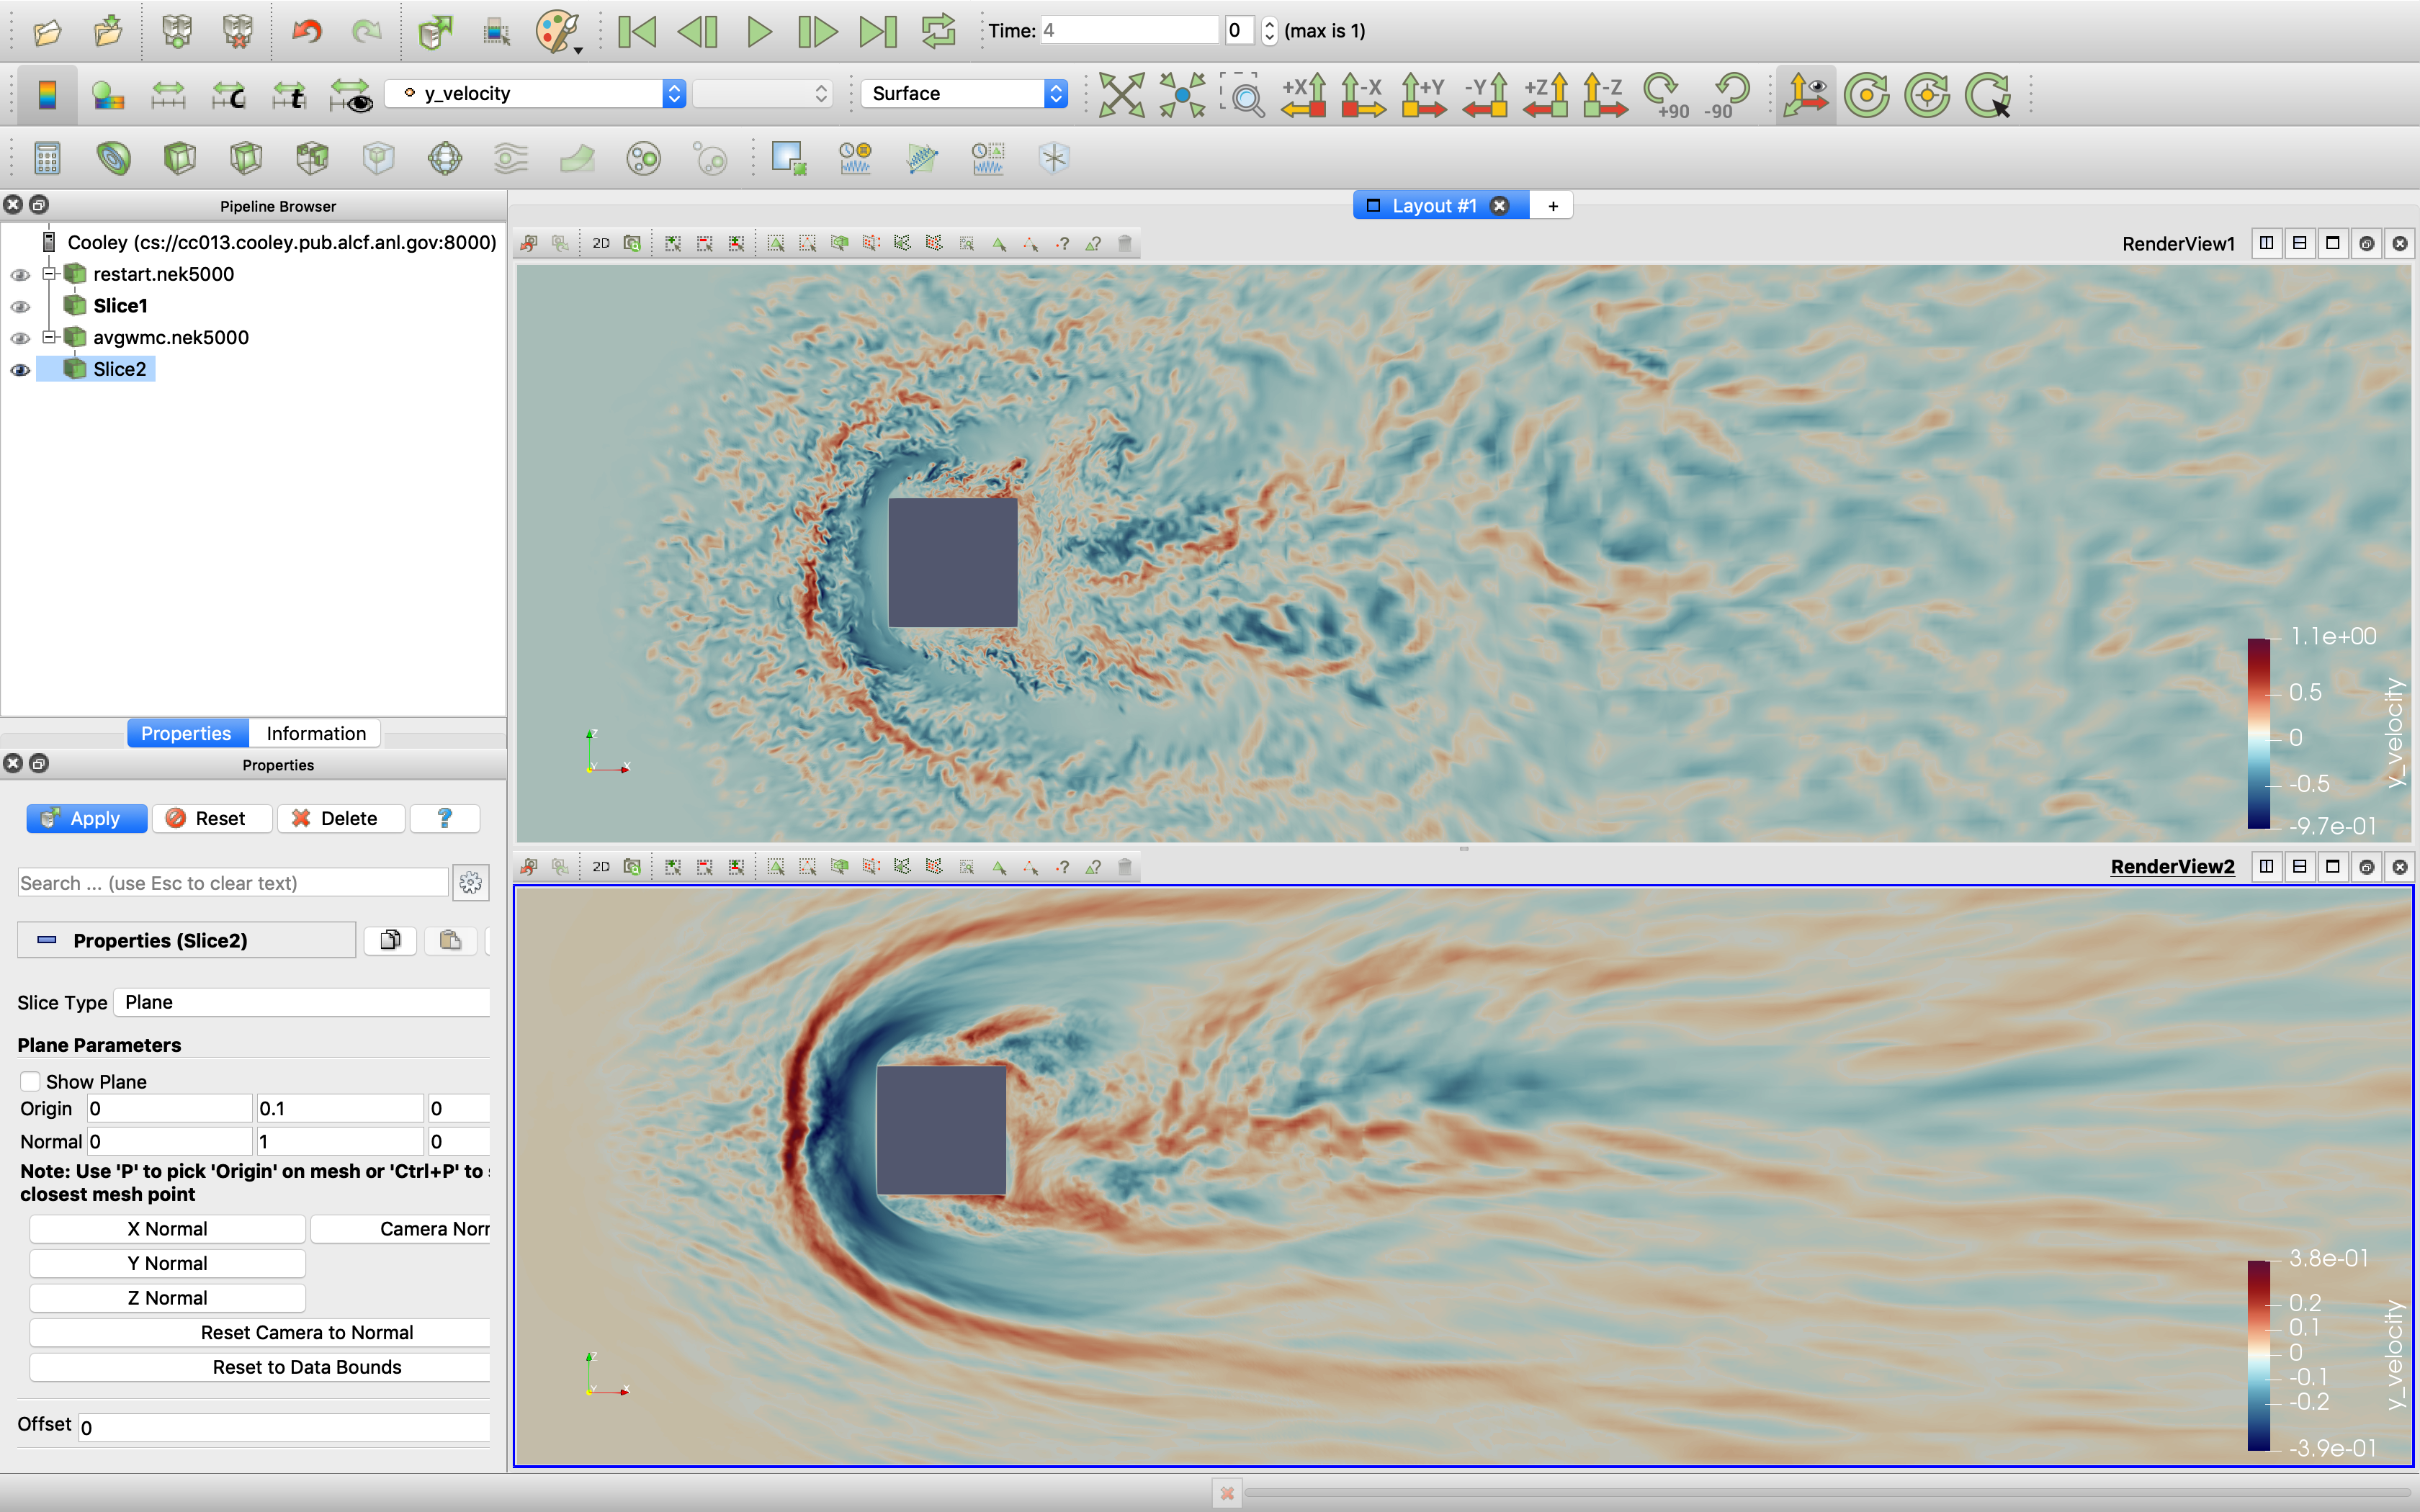 Time: 4 0 (max is 1)
y_velocity Surface +X -X +Y -Y +Z -Z +90 -90
C t
Pipeline Browser
Cooley (cs://cc013.cooley.pub.alcf.anl.gov:8000)
restart.nek5000
Slice1
avgwmc.nek5000
Slice2
Properties Information
Properties
Apply Reset Delete ?
Search ... (use Esc to clear text)
Properties (Slice2)
Slice Type Plane
Plane Parameters
Show Plane
Origin 0 0.1 0
Normal 0 1 0
Note: Use 'P' to pick 'Origin' on mesh or 'Ctrl+P' to
closest mesh point
X Normal Camera Nor
Y Normal
Z Normal
Reset Camera to Normal
Reset to Data Bounds
Offset 0
Layout #1 +
2D ? ? RenderView1
1.1e+00
0.5
0
-0.5
-9.7e-01
y_velocity
Z
Y X
2D ? ? RenderView2
3.8e-01
0.2
0.1
0
-0.1
-0.2
-3.9e-01
y_velocity
Z
Y X